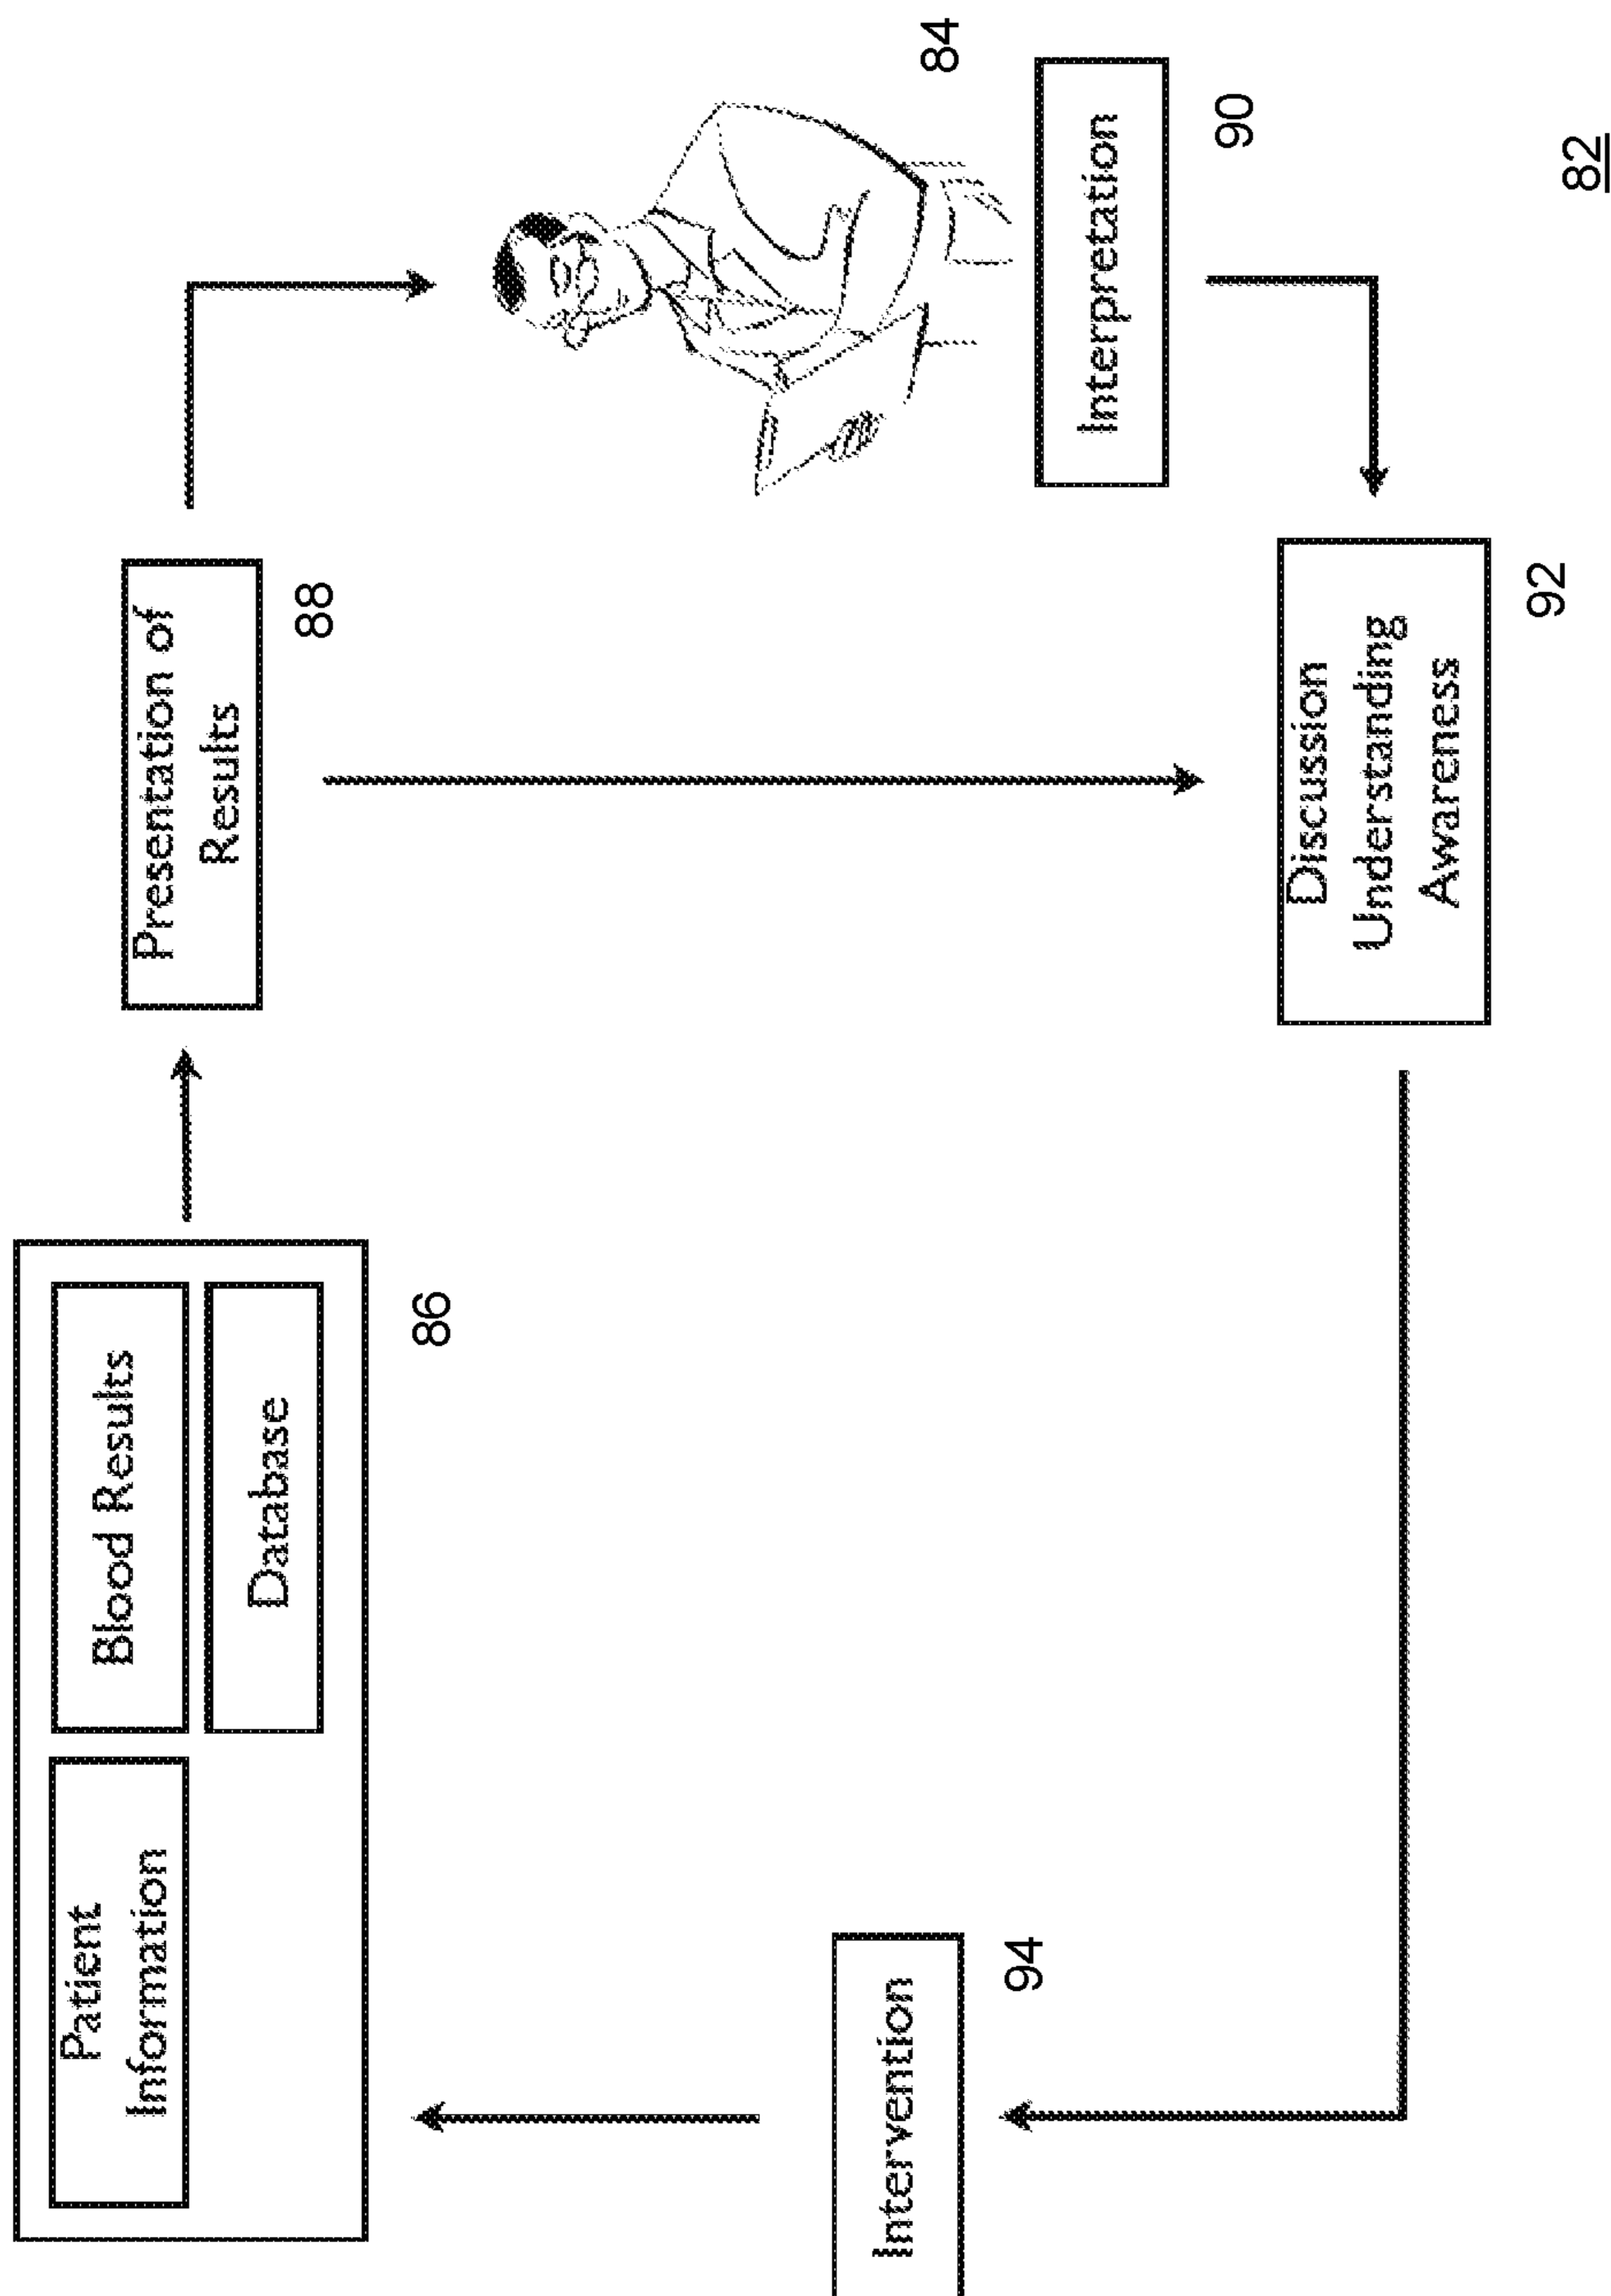 Patient
Information
Blood Results
Database
86
Presentation of
Results
88
84
Interpretation
90
Discussion
Understanding
Awareness
92
Intervention
94
82